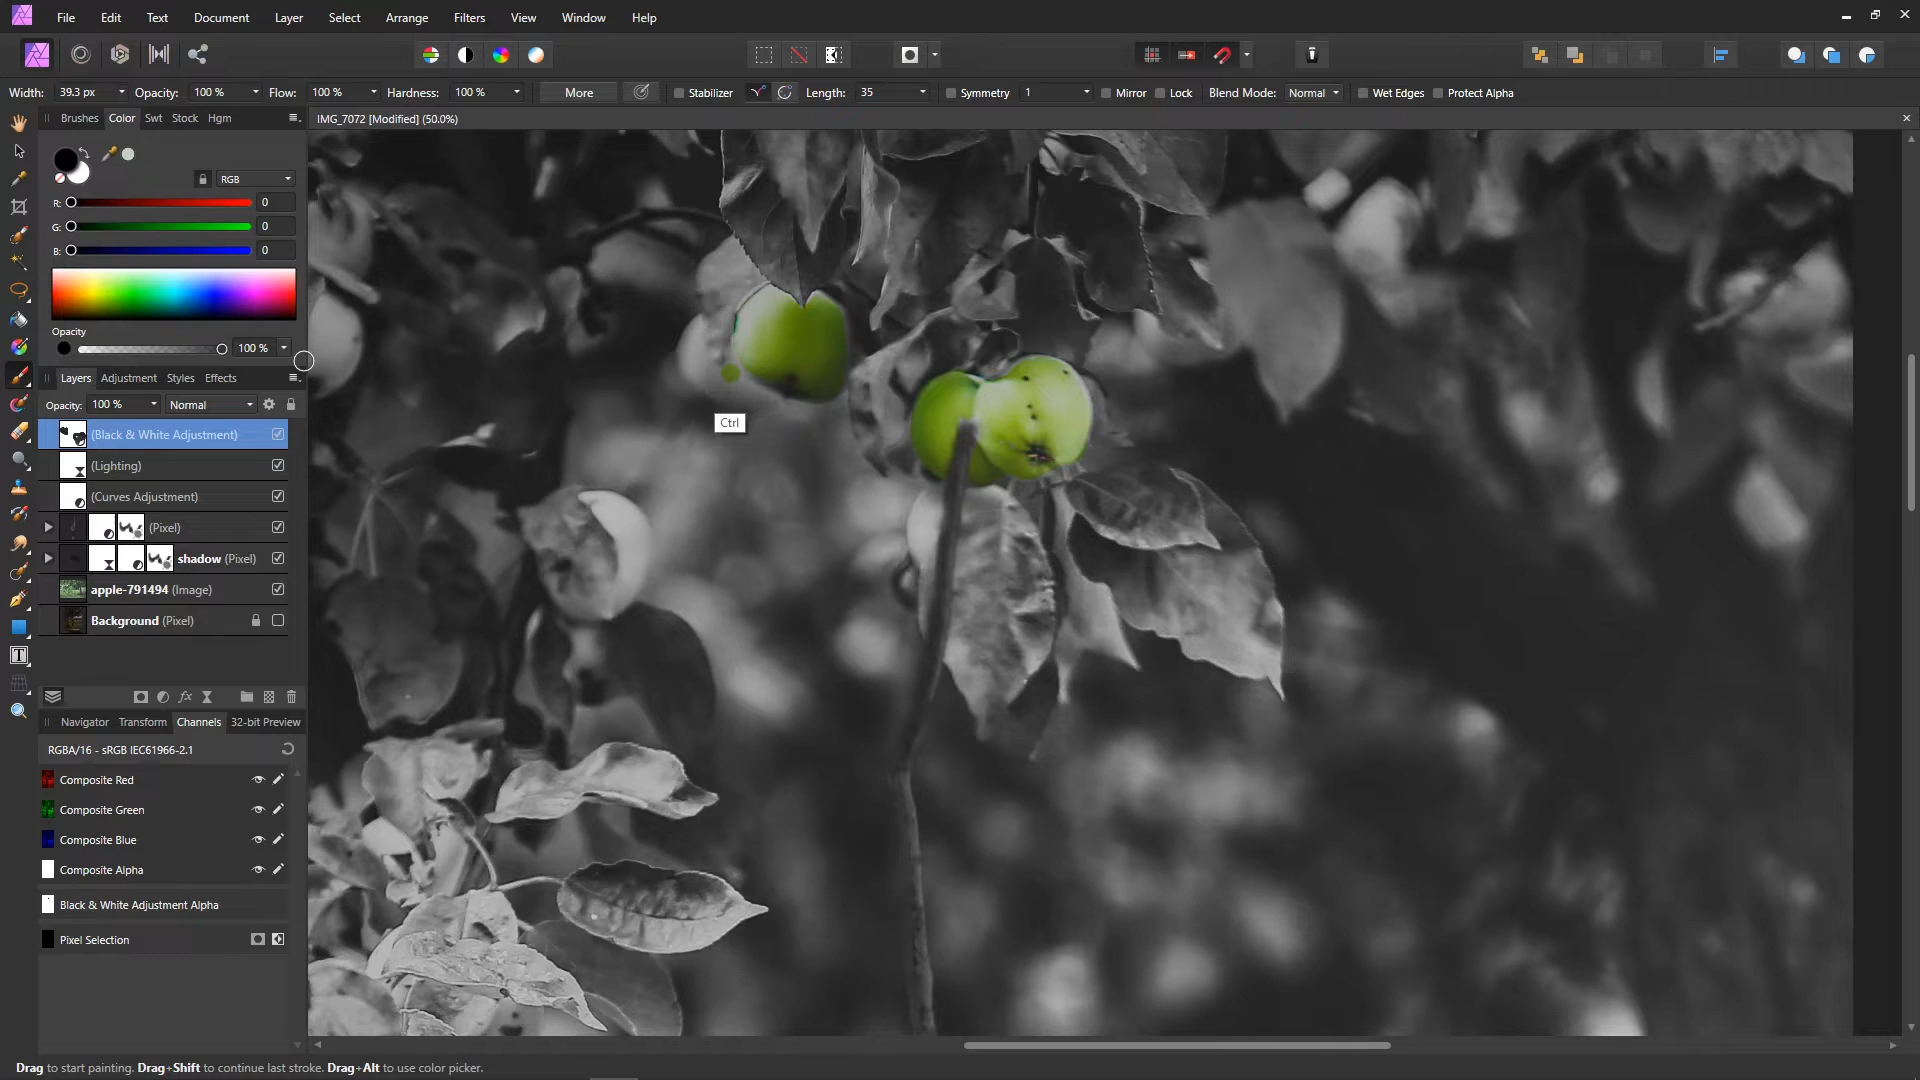 File Edit Text Document Layer Select Arrange Filters View Window Help
Width: 39.3 px Opacity: 100 % Flow: 100 % Hardness: 100 % More Stabilizer Length: 35 Symmetry 1 Mirror Lock Blend Mode: Normal Wet Edges Protect Alpha
Brushes Color Swt Stock Hgm
IMG_7072 [Modified] (50.0%)
RGB
R: 0
G: 0
B: 0
Opacity
100 %
Layers Adjustment Styles Effects
Opacity: 100 % Normal
(Black & White Adjustment)
Ctrl
(Lighting)
(Curves Adjustment)
(Pixel)
shadow (Pixel)
apple-791494 (Image)
Background (Pixel)
T
fx
Navigator Transform Channels 32-bit Preview
RGBA/16 - sRGB IEC61966-2.1
Composite Red
Composite Green
Composite Blue
Composite Alpha
Black & White Adjustment Alpha
Pixel Selection
Drag to start painting. Drag+Shift to continue last stroke. Drag+Alt to use color picker.